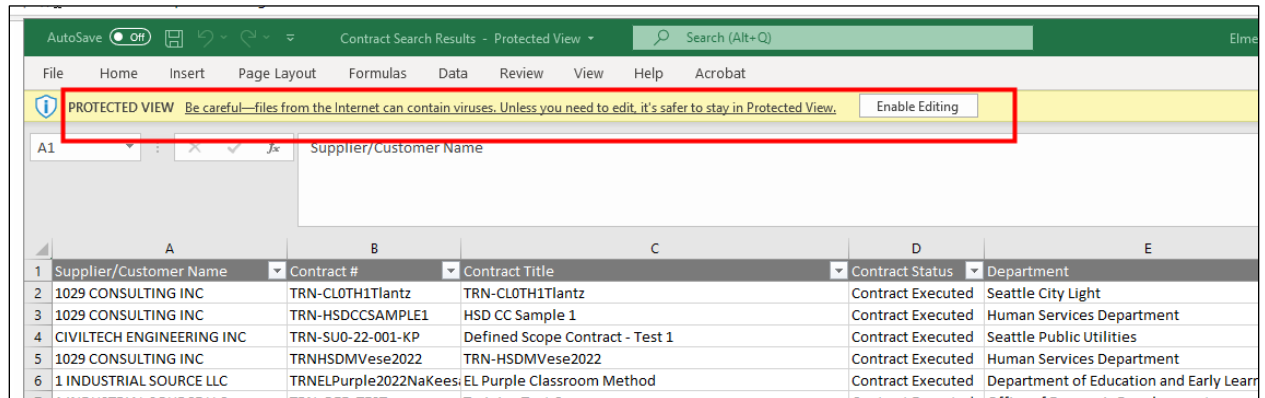 AutoSave Off Contract Search Results - Protected View Search (Alt+Q) Elme
File Home Insert Page Layout Formulas Data Review View Help Acrobat
PROTECTED VIEW Be careful—files from the Internet can contain viruses. Unless you need to edit, it's safer to stay in Protected View. Enable Editing
A1 fx Supplier/Customer Name
A B C D E
1 Supplier/Customer Name Contract # Contract Title Contract Status Department
2 1029 CONSULTING INC TRN-CL0TH1Tlantz TRN-CL0TH1Tlantz Contract Executed Seattle City Light
3 1029 CONSULTING INC TRN-HSDCCSAMPLE1 HSD CC Sample 1 Contract Executed Human Services Department
4 CIVILTECH ENGINEERING INC TRN-SU0-22-001-KP Defined Scope Contract - Test 1 Contract Executed Seattle Public Utilities
5 1029 CONSULTING INC TRNHSDMVese2022 TRN-HSDMVese2022 Contract Executed Human Services Department
6 1 INDUSTRIAL SOURCE LLC TRNELPurple2022NaKees EL Purple Classroom Method Contract Executed Department of Education and Early Learr